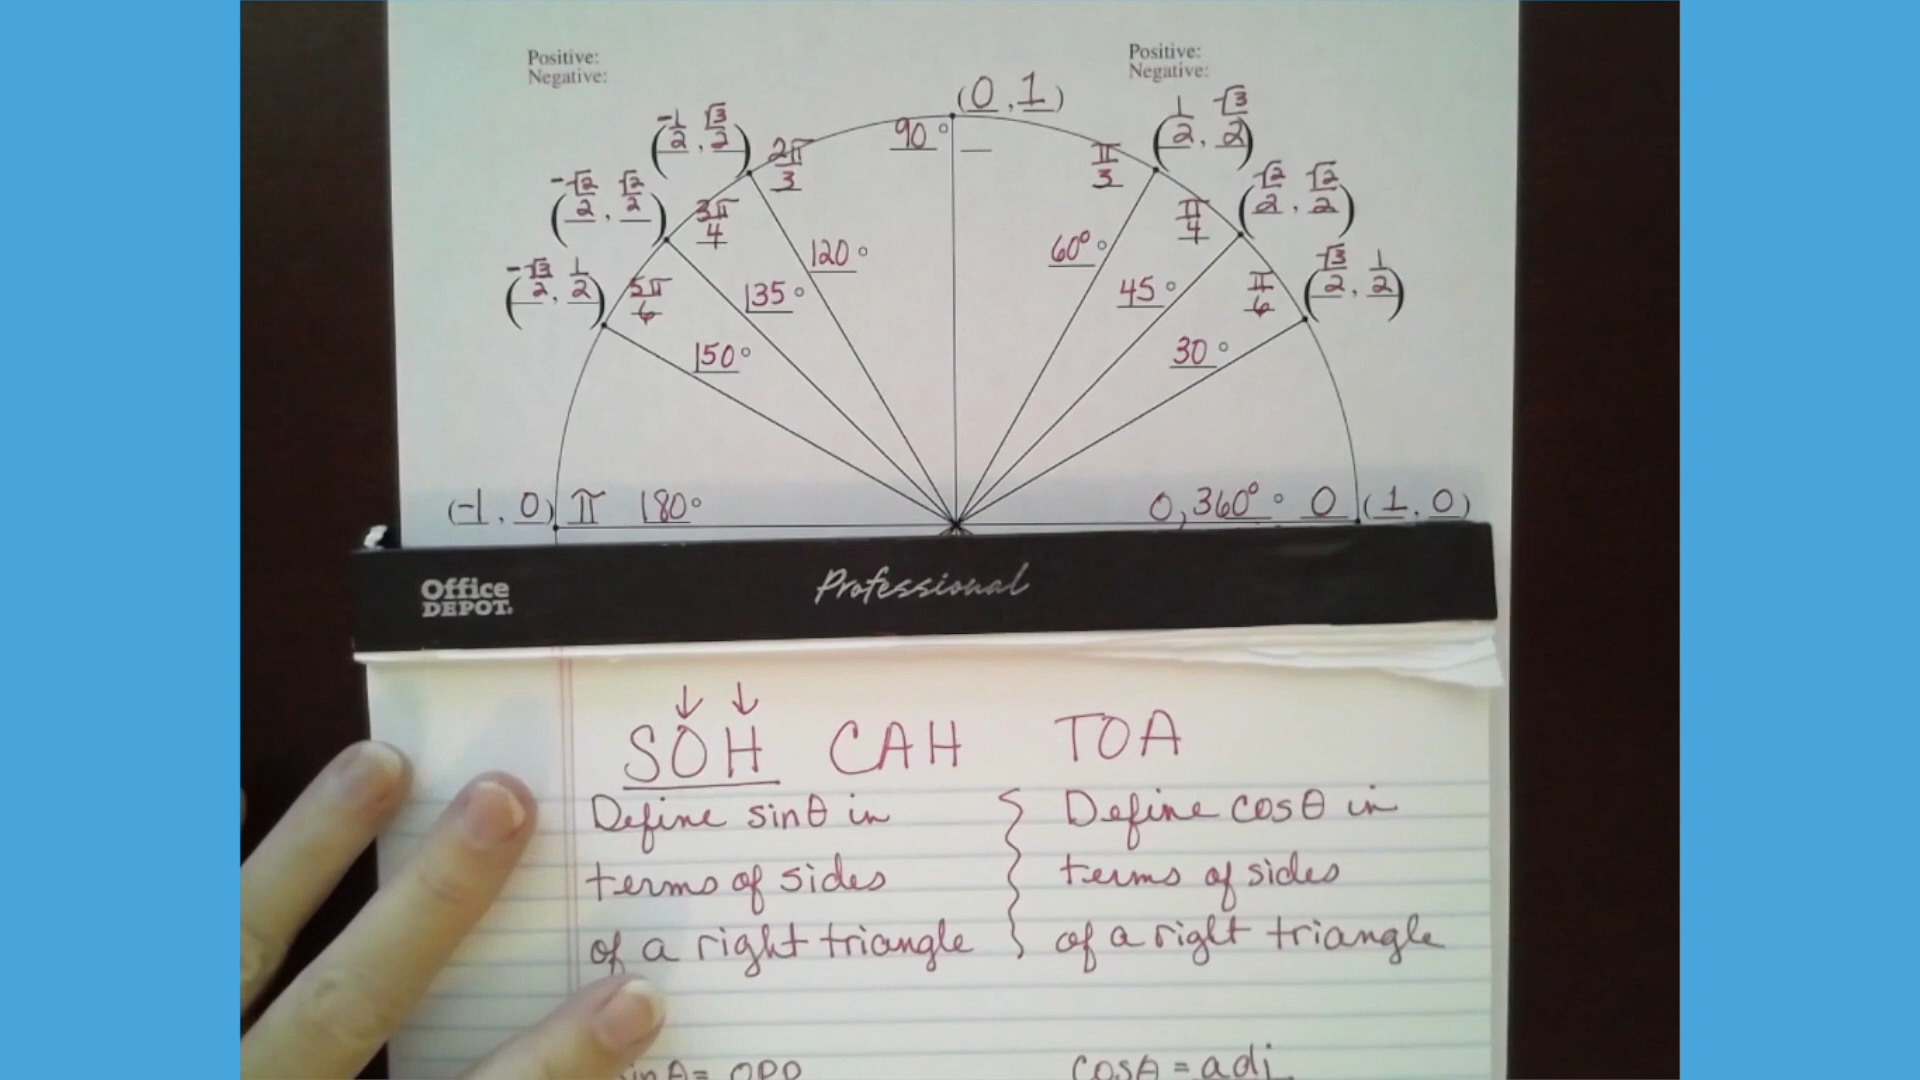 Positive:
Negative:
Positive:
Negative:
(0, 1)
90°
(-1/2, √3/2)
2π/3
π/3
(1/2, √3/2)
(-√2/2, √2/2)
3π/4
π/4
(√2/2, √2/2)
120°
60°°
(-√3/2, 1/2)
5π/6
135°
45°
π/6
(√3/2, 1/2)
150°
30°
(-1, 0) π 180°
0, 360°° 0 (1, 0)
Office
DEPOT.
Professional
SOH CAH TOA
Define sinθ in
terms of sides
of a right triangle
Define cosθ in
terms of sides
of a right triangle
sinθ = opp
cosθ = adj